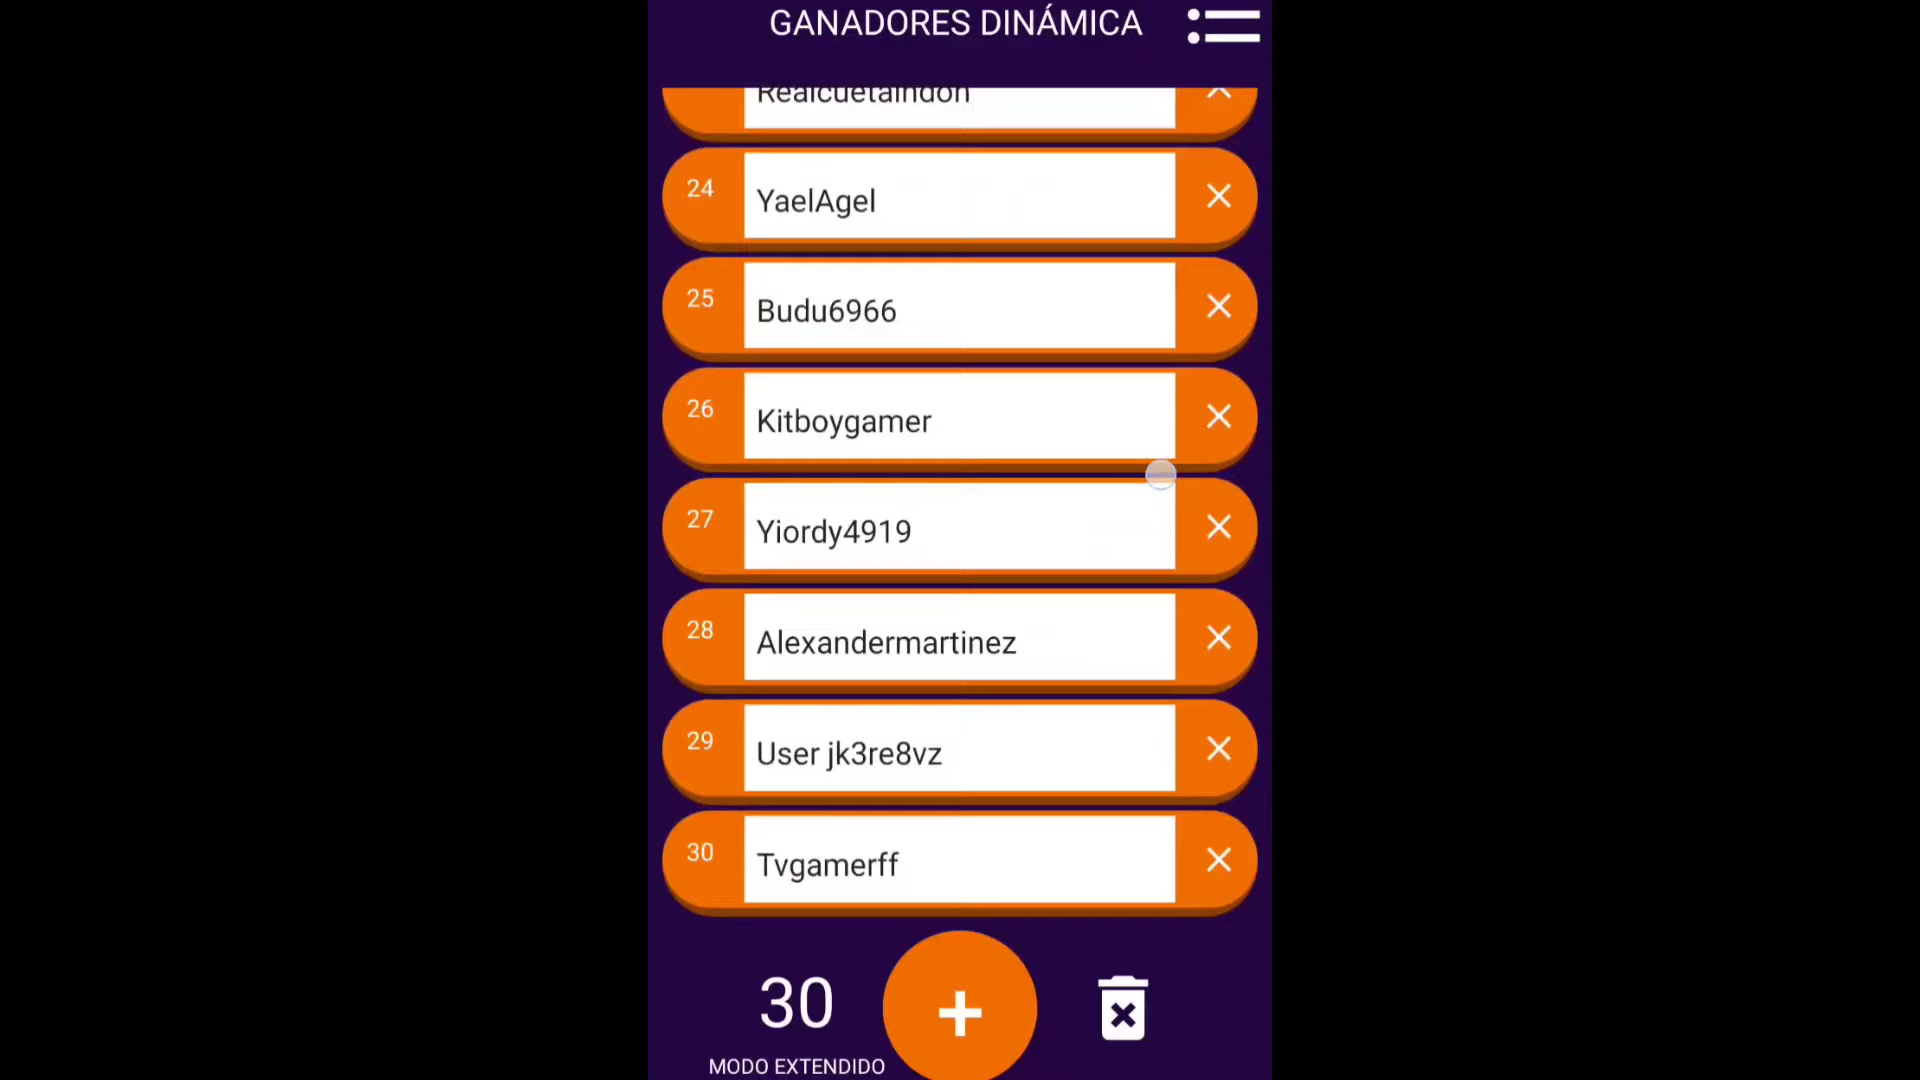 GANADORES DINÁMICA
24
YaelAgel
25
Budu6966
26
Kitboygamer
27
Yiordy4919
28
Alexandermartinez
29
User jk3re8vz
30
Tvgamerff
30
MODO EXTENDIDO